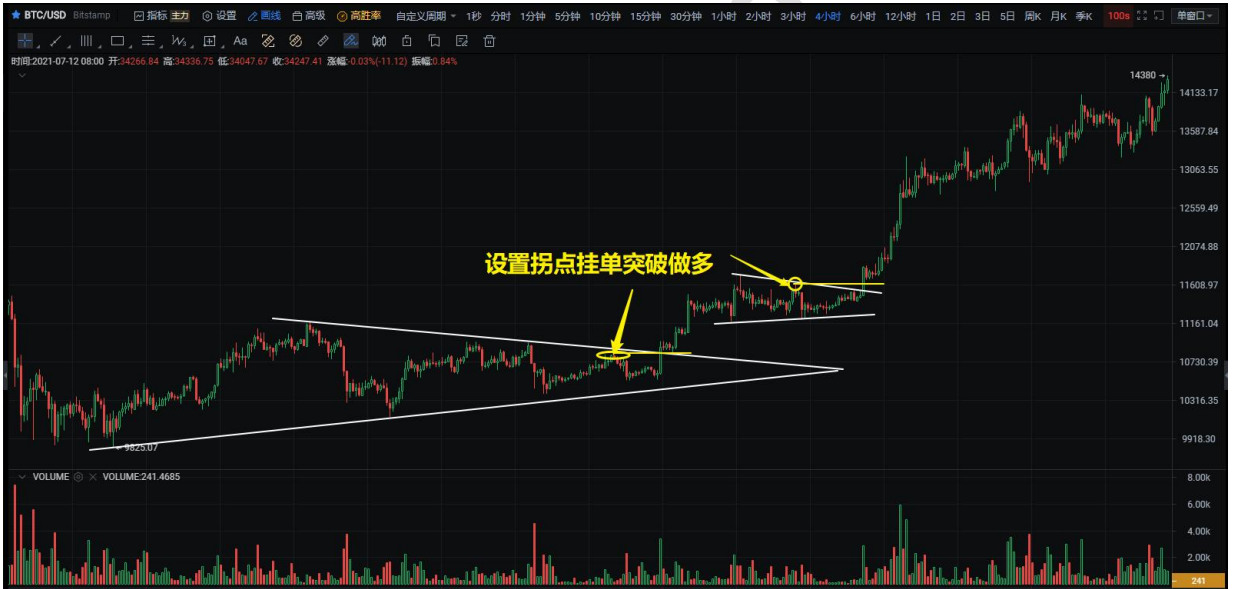 BTC/USD Bitstamp 指标 主力 设置 画线 高级 高胜率 自定义周期 1秒 分时 1分钟 5分钟 10分钟 15分钟 30分钟 1小时 2小时 3小时 4小时 6小时 12小时 1日 2日 3日 5日 周K 月K 季K 100s 单窗口
Aa
时间:2021-07-12 08:00 开:34266.84 高:34336.75 低:34047.67 收:34247.41 涨幅:-0.03%(-11.12) 振幅:0.84%
14380
14133.17
13587.84
13063.55
12559.49
12074.88
设置拐点挂单突破做多
11608.97
11161.04
10730.39
10316.35
9918.30
9825.07
VOLUME VOLUME:241.4685
8.00k
6.00k
4.00k
2.00k
241